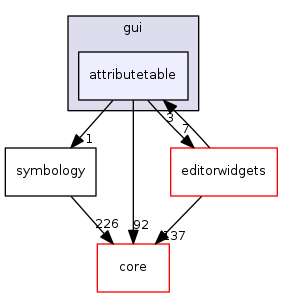 gui
attributetable
3
7
1
symbology
editorwidgets
226
92
137
core